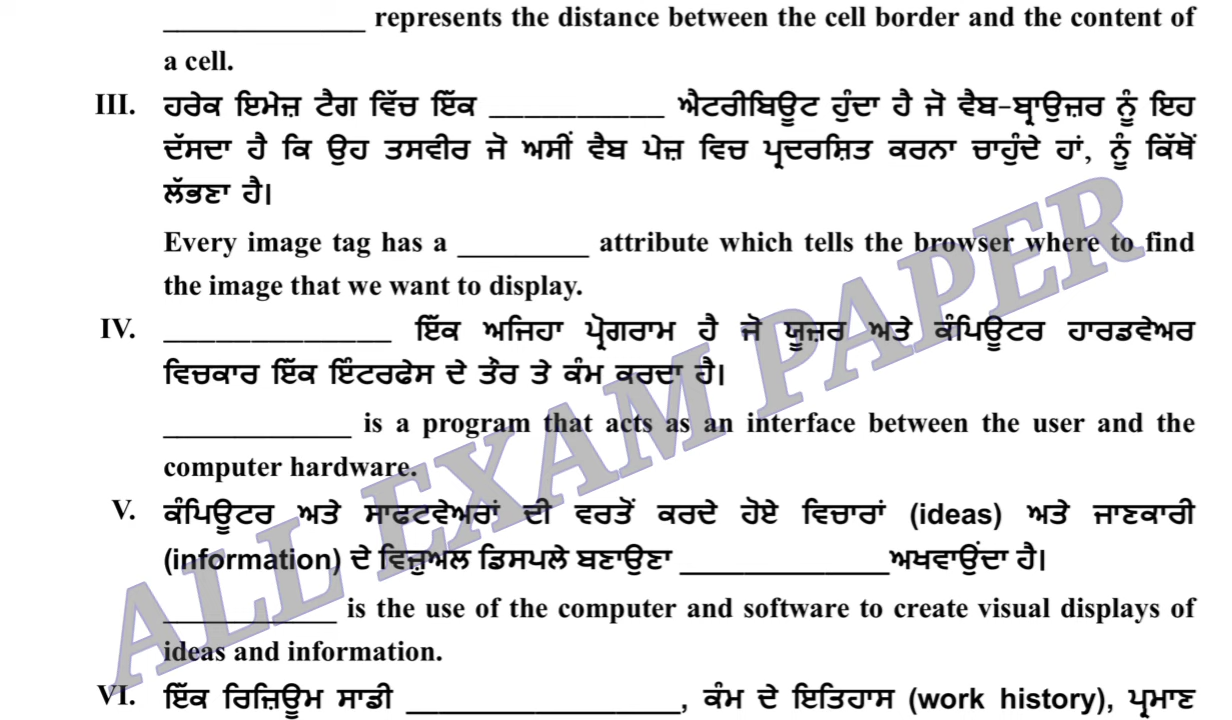 ____________ represents the distance between the cell border and the content of
a cell.
III. ਹਰੇਕ ਇਮੇਜ਼ ਟੈਗ ਵਿੱਚ ਇੱਕ ____________ ਐਟਰੀਬਿਊਟ ਹੁੰਦਾ ਹੈ ਜੋ ਵੈਬ-ਬ੍ਰਾਉਜ਼ਰ ਨੂੰ ਇਹ
ਦੱਸਦਾ ਹੈ ਕਿ ਉਹ ਤਸਵੀਰ ਜੋ ਅਸੀਂ ਵੈਬ ਪੇਜ਼ ਵਿਚ ਪ੍ਰਦਰਸ਼ਿਤ ਕਰਨਾ ਚਾਹੁੰਦੇ ਹਾਂ, ਨੂੰ ਕਿੱਥੋਂ
ਲੱਭਣਾ ਹੈ।
Every image tag has a _________ attribute which tells the browser where to find
the image that we want to display.
IV. ______________ ਇੱਕ ਅਜਿਹਾ ਪ੍ਰੋਗਰਾਮ ਹੈ ਜੋ ਯੂਜ਼ਰ ਅਤੇ ਕੰਪਿਊਟਰ ਹਾਰਡਵੇਅਰ
ਵਿਚਕਾਰ ਇੱਕ ਇੰਟਰਫੇਸ ਦੇ ਤੌਰ ਤੇ ਕੰਮ ਕਰਦਾ ਹੈ।
_____________ is a program that acts as an interface between the user and the
computer hardware.
V. ਕੰਪਿਊਟਰ ਅਤੇ ਸਾਫਟਵੇਅਰਾਂ ਦੀ ਵਰਤੋਂ ਕਰਦੇ ਹੋਏ ਵਿਚਾਰਾਂ (ideas) ਅਤੇ ਜਾਣਕਾਰੀ
(information) ਦੇ ਵਿਜ਼ੁਅਲ ਡਿਸਪਲੇ ਬਣਾਉਣਾ _____________ਅਖਵਾਉਂਦਾ ਹੈ।
____________ is the use of the computer and software to create visual displays of
ideas and information.
VI. ਇੱਕ ਰਿਜ਼ਿਊਮ ਸਾਡੀ _________________, ਕੰਮ ਦੇ ਇਤਿਹਾਸ (work history), ਪ੍ਰਮਾਣ
ALL EXAM PAPER